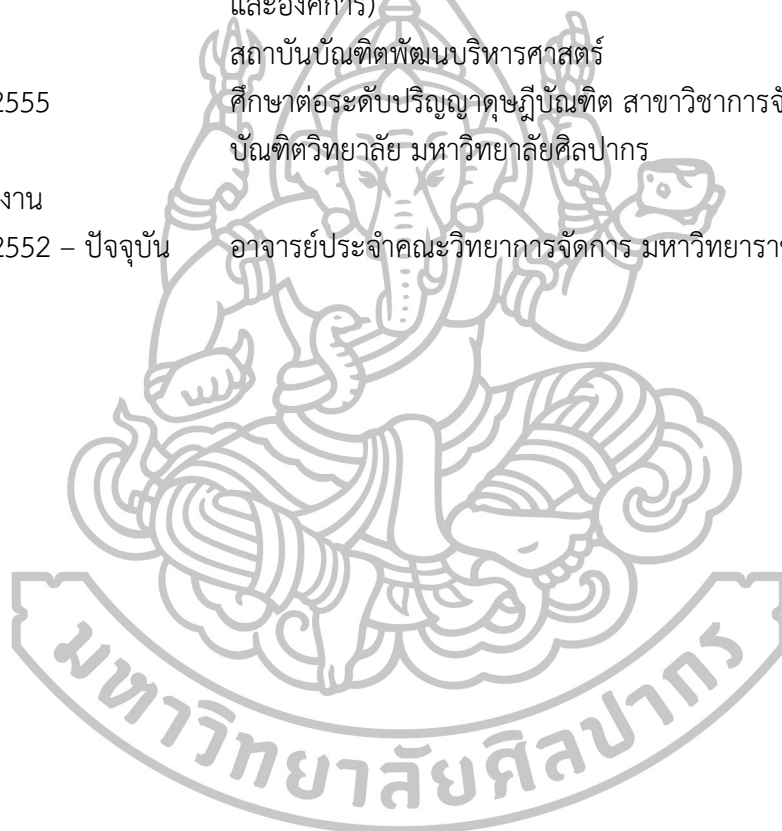 และองค์การ)
สถาบันบัณฑิตพัฒนบริหารศาสตร์
2555 ศึกษาต่อระดับปริญญาดุษฎีบัณฑิต สาขาวิชาการจั
บัณฑิตวิทยาลัย มหาวิทยาลัยศิลปากร
งาน
2552 – ปัจจุบัน อาจารย์ประจำคณะวิทยาการจัดการ มหาวิทยาราช
มหาวิทยาลัยศิลปากร